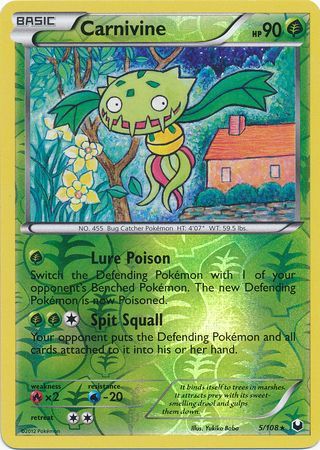 BASIC
Carnivine
HP 90
NO. 455 Bug Catcher Pokémon HT: 4'07" WT: 59.5 lbs.
Lure Poison
Switch the Defending Pokémon with 1 of your
opponent's Benched Pokémon. The new Defending
Pokémon is now Poisoned.
Spit Squall
Your opponent puts the Defending Pokémon and all
cards attached to it into his or her hand.
weakness
×2
resistance
-20
retreat
It binds itself to trees in marshes.
It attracts prey with its sweet-
smelling drool and gulps
them down.
©2012 Pokémon
Illus. Yukiko Baba
5/108★